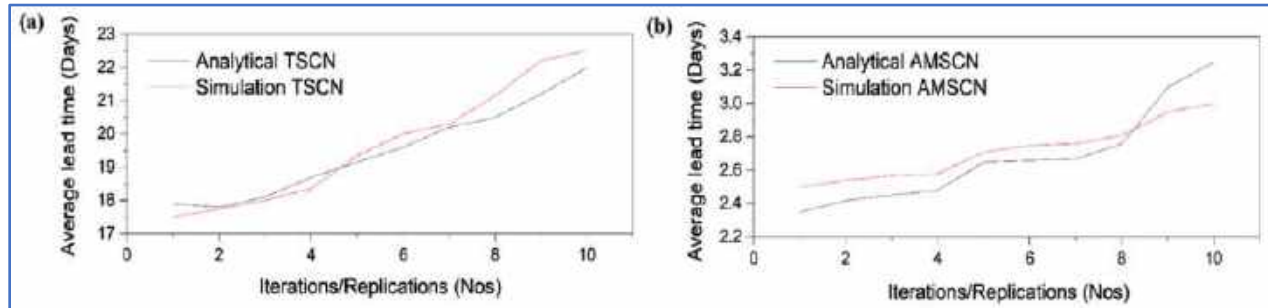 (a)
Average lead time (Days)
23
22
21
20
19
18
17
Analytical TSCN
Simulation TSCN
0 2 4 6 8 10
Iterations/Replications (Nos)
(b)
Average lead time (Days)
3.4
3.2
3.0
2.8
2.6
2.4
2.2
Analytical AMSCN
Simulation AMSCN
0 2 4 6 8 10
Iterations/Replications (Nos)